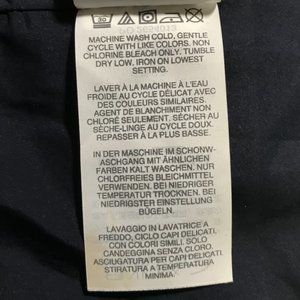 MACHINE WASH COLD, GENTLE
CYCLE WITH LIKE COLORS. NON
CHLORINE BLEACH ONLY. TUMBLE
DRY LOW, IRON ON LOWEST
SETTING.
LAVER À LA MACHINE À L'EAU
FROIDE AU CYCLE DÉLICAT AVEC
DES COULEURS SIMILAIRES.
AGENT DE BLANCHIMENT NON
CHLORÉ SEULEMENT. SÉCHER AU
SÈCHE-LINGE AU CYCLE DOUX.
REPASSER À LA PLUS BAS.
IN DER MASCHINE IM SCHONW-
ASCHGANG MIT ÄHNLICHEN
FARBEN KALT WASCHEN. NUR
CHLORFREIES BLEICHMITTEL
VERWENDEN. BEI NIEDRIGER
TEMPERATUR TROCKNEN. BEI
NIEDRIGSTER EINSTELLUNG
BÜGELN.
LAVAGGIO IN LAVATRICE A
FREDDO, CICLO CAPI DELICATI,
CON COLORI SIMILI. SOLO
CANDEGGINA SENZA CLORO.
ASCIUGATURA PER CAPI DELICATI
STIRATURA A TEMPERATURA
MINIMA.